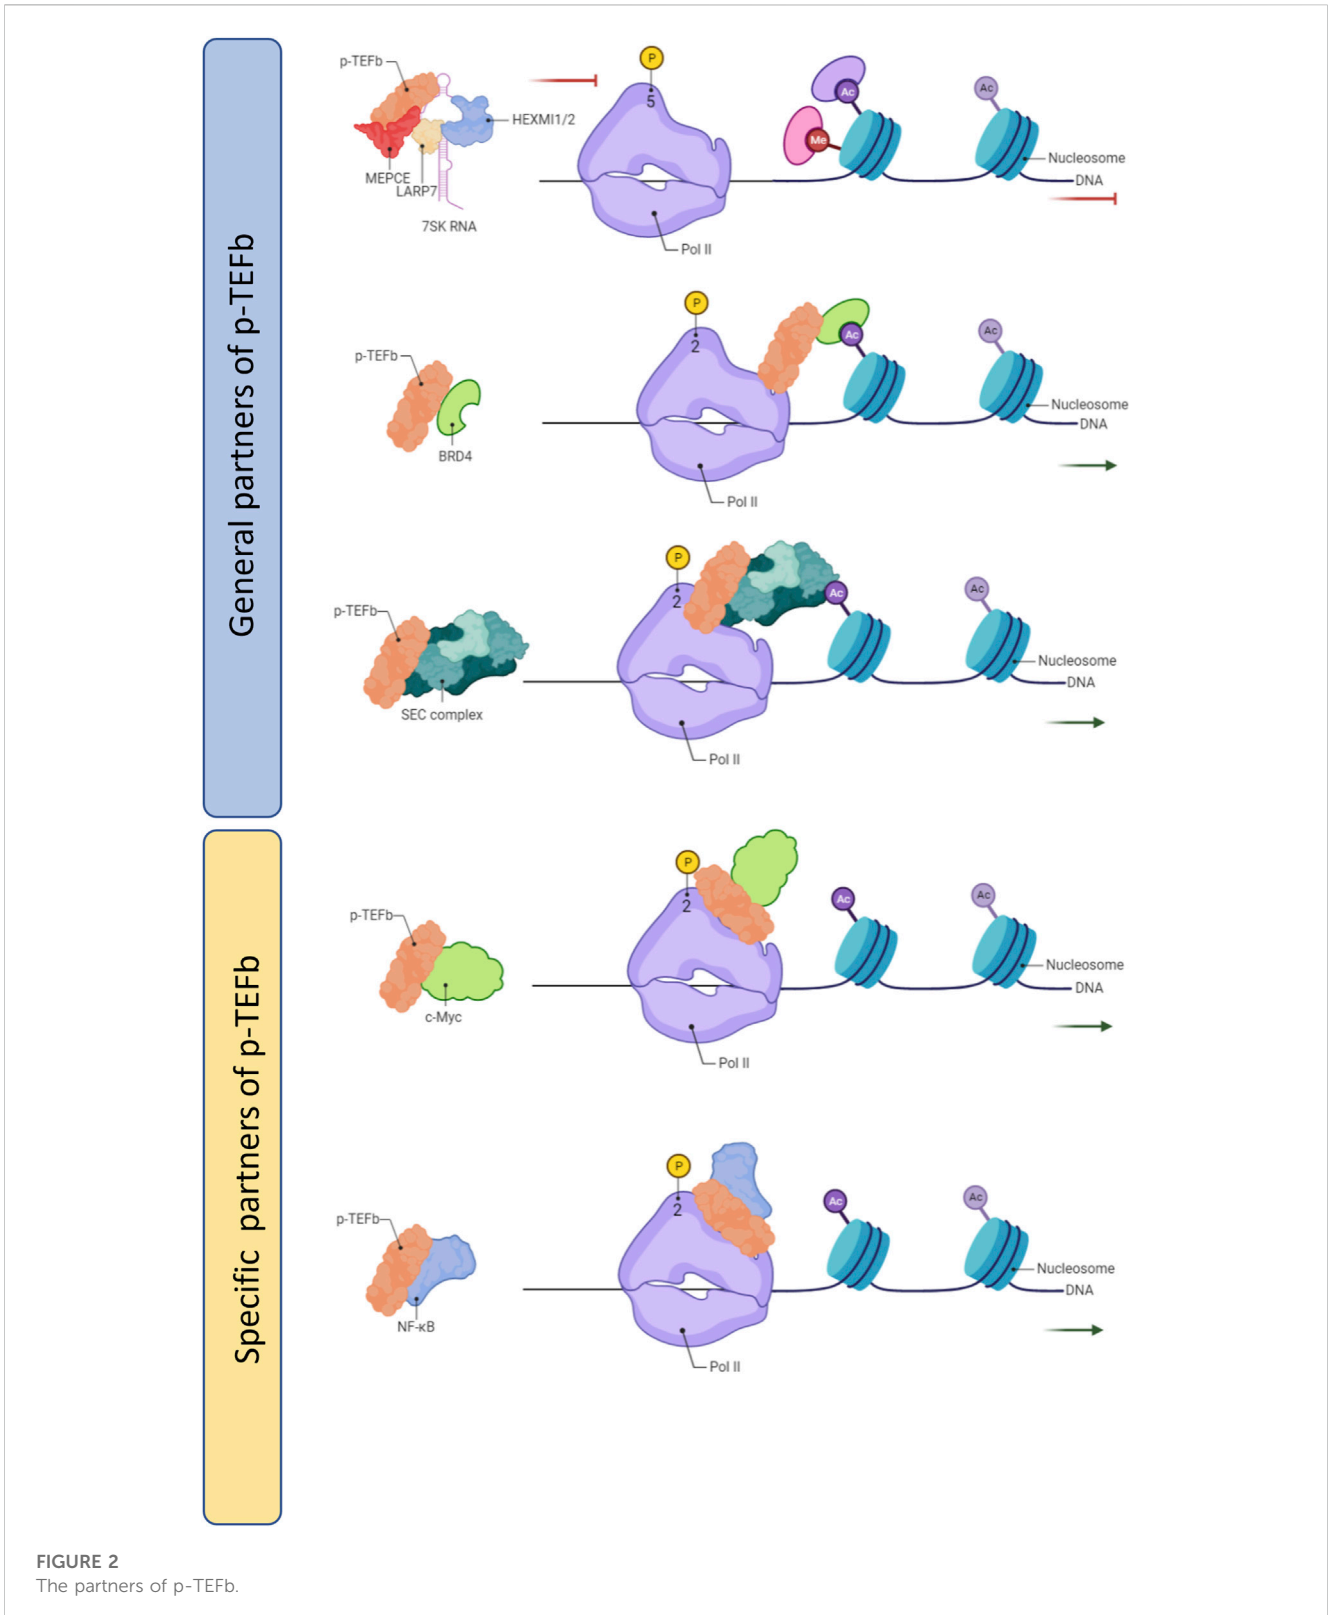 General partners of p-TEFb
p-TEFb
HEXMI1/2
MEPCE
LARP7
7SK RNA
P
5
Ac
Me
Ac
Nucleosome
DNA
Pol II
p-TEFb
BRD4
P
2
Ac
Ac
Nucleosome
DNA
Pol II
p-TEFb
SEC complex
P
2
Ac
Ac
Nucleosome
DNA
Pol II
Specific partners of p-TEFb
p-TEFb
c-Myc
P
2
Ac
Ac
Nucleosome
DNA
Pol II
p-TEFb
NF-κB
P
2
Ac
Ac
Nucleosome
DNA
Pol II
FIGURE 2
The partners of p-TEFb.